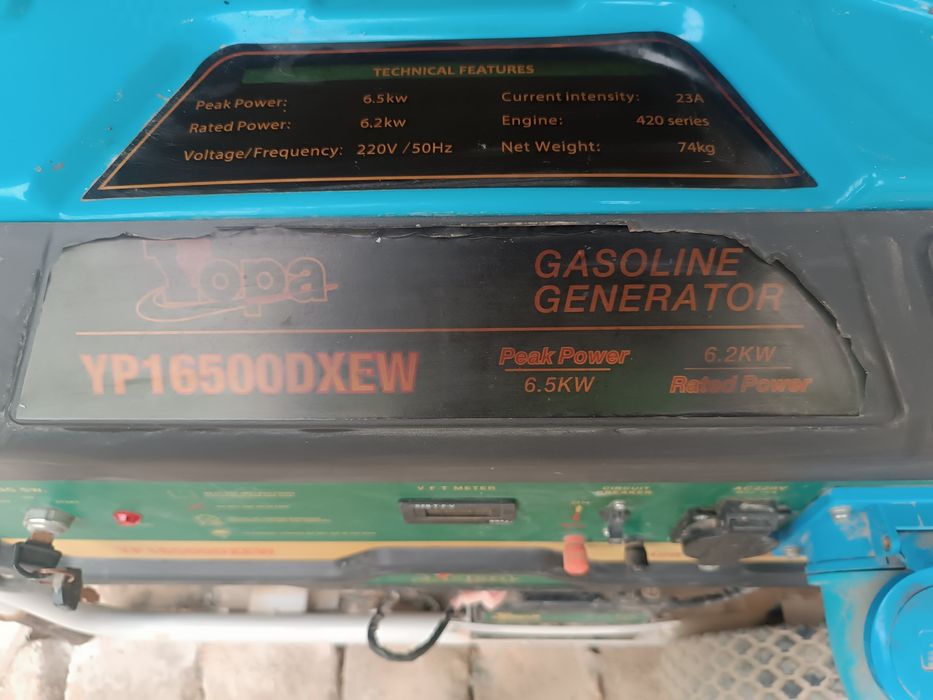 TECHNICAL FEATURES
Peak Power: 6.5kw
Current intensity: 23A
Rated Power: 6.2kw
Engine: 420 series
Voltage/Frequency: 220V / 50Hz
Net Weight: 74kg
Yopa
GASOLINE
GENERATOR
YP16500DXEW
Peak Power
6.5KW
6.2KW
Rated Power
V F T METER
CIRCUIT
BREAKER
AC220V